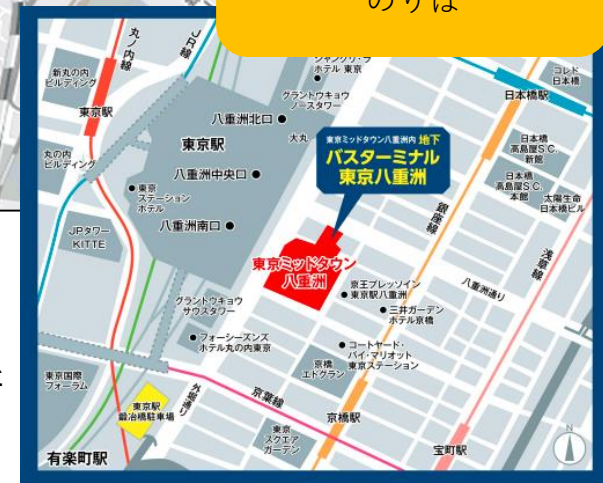 のりば
丸ノ内線
JR線
シャングリ・ラ
ホテル 東京
コレド
日本橋
新丸の内
ビルディング
グラントウキョウ
ノースタワー
日本橋駅
東京駅
八重洲北口
大丸
東京ミッドタウン八重洲内 地下
バスターミナル
東京八重洲
日本橋
高島屋S.C.
新館
東京駅
丸の内
ビルディング
八重洲中央口
日本橋
高島屋S.C.
本館
太陽生命
日本橋ビル
東京
ステーション
ホテル
銀座線
浅草線
JPタワー
KITTE
八重洲南口
東京ミッドタウン
八重洲
京王プレッソイン
東京駅八重洲
八重洲通り
グラントウキョウ
サウスタワー
三井ガーデン
ホテル京橋
フォーシーズンズ
ホテル丸の内東京
コートヤード・
バイ・マリオット
東京ステーション
京橋
エドグラン
東京国際
フォーラム
外堀通り
京葉線
東京駅
鍛冶橋駐車場
京橋駅
東京
スクエア
ガーデン
宝町駅
有楽町駅